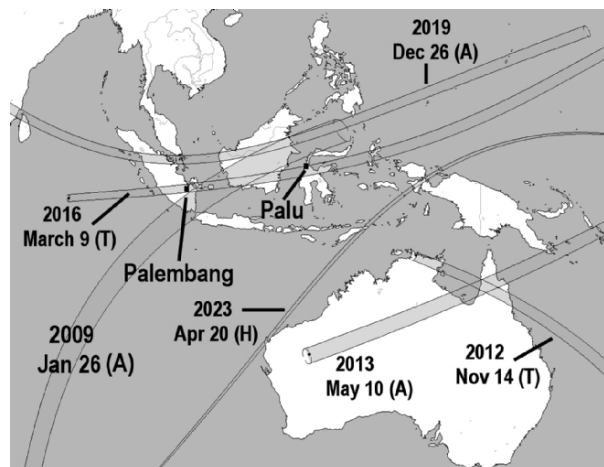 2019
Dec 26 (A)
2016
March 9 (T)
Palu
Palembang
2009
Jan 26 (A)
2023
Apr 20 (H)
2013
May 10 (A)
2012
Nov 14 (T)